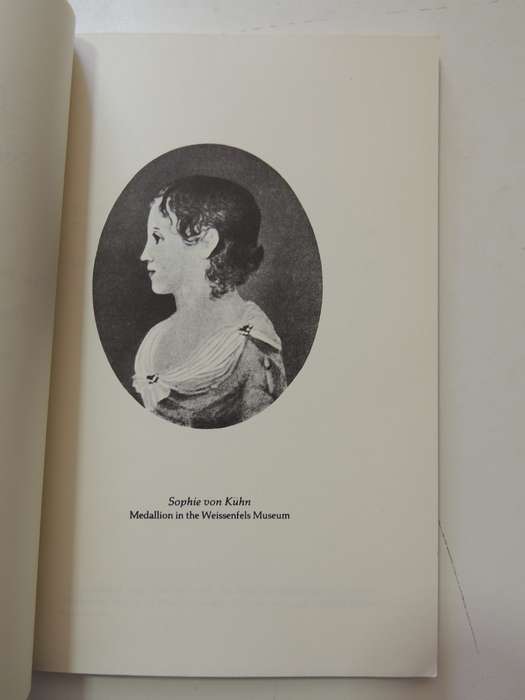 Sophie von Kuhn
Medallion in the Weissenfels Museum